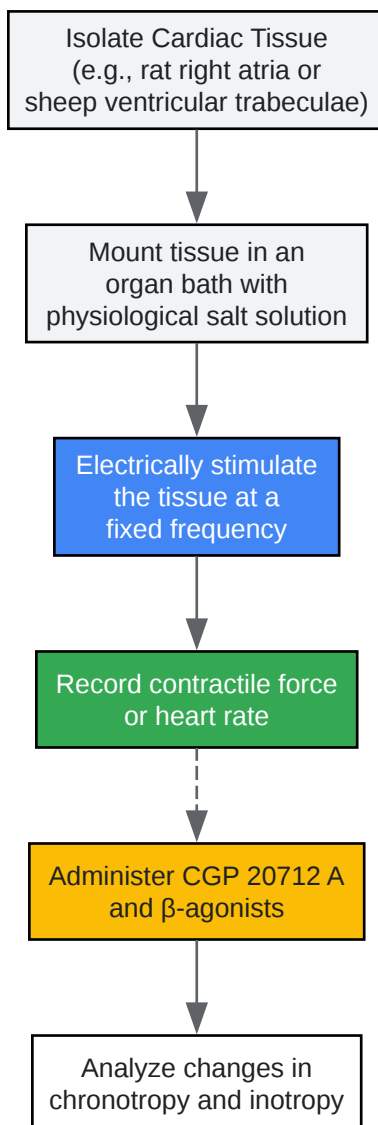 Isolate Cardiac Tissue
(e.g., rat right atria or
sheep ventricular trabeculae)
Mount tissue in an
organ bath with
physiological salt solution
Electrically stimulate
the tissue at a
fixed frequency
Record contractile force
or heart rate
Administer CGP 20712 A
and β-agonists
Analyze changes in
chronotropy and inotropy